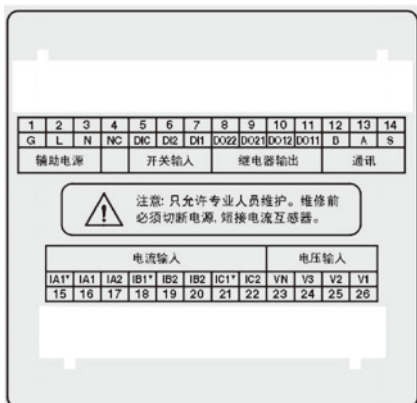 1 2 3 4 5 6 7 8 9 10 11 12 13 14
G L N NC DIC DI2 DI1 DO22 DO21 DO12 DO11 B A S
辅助电源 开关输入 继电器输出 通讯
注意: 只允许专业人员维护。维修前
必须切断电源, 短接电流互感器。
电流输入 电压输入
IA1* IA1 IA2 IB1* IB2 IB2 IC1* IC2 VN V3 V2 V1
15 16 17 18 19 20 21 22 23 24 25 26